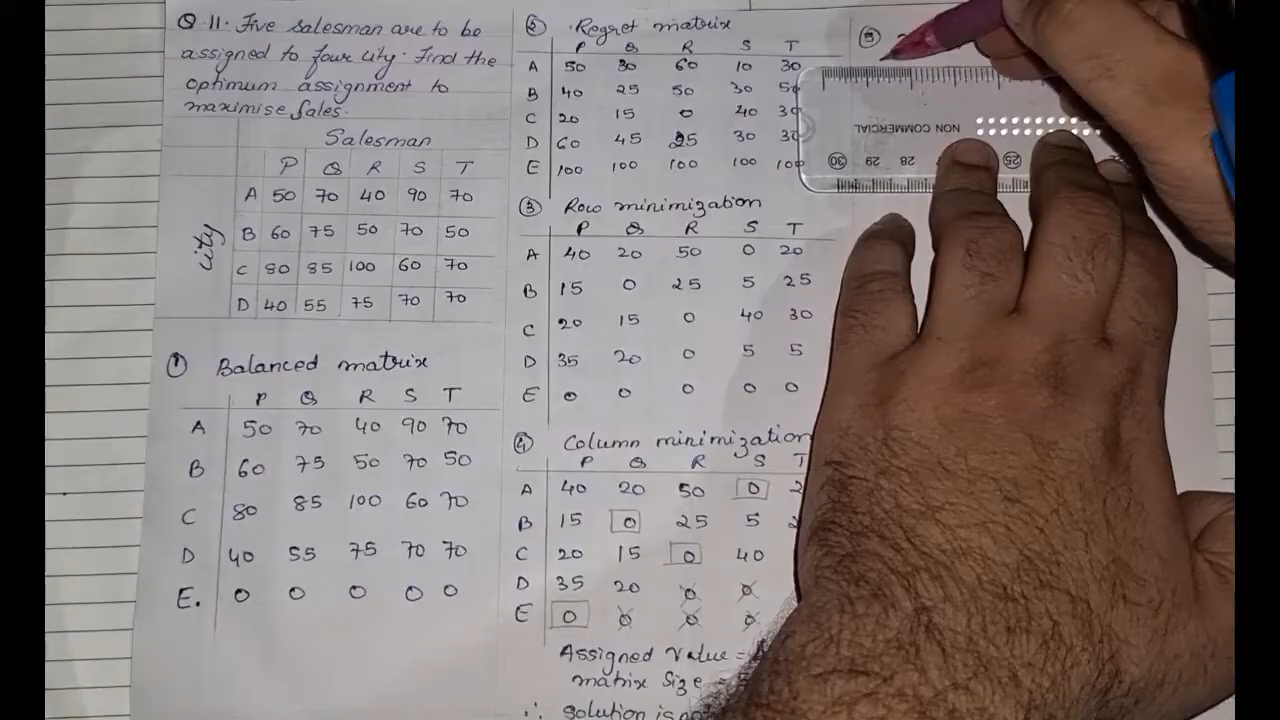 Q 11. Five salesman are to be
assigned to four city. Find the
optimum assignment to
maximise sales.
Salesman
P Q R S T
city
A 50 70 40 90 70
B 60 75 50 70 50
C 80 85 100 60 70
D 40 55 75 70 70
① Balanced matrix
P Q R S T
A 50 70 40 90 70
B 60 75 50 70 50
C 80 85 100 60 70
D 40 55 75 70 70
E. 0 0 0 0 0
② Regret matrix
P Q R S T
A 50 30 60 10 30
B 40 25 50 30 50
C 20 15 0 40 30
D 60 45 25 30 30
E 100 100 100 100 100
③ Row minimization
P Q R S T
A 40 20 50 0 20
B 15 0 25 5 25
C 20 15 0 40 30
D 35 20 0 5 5
E 0 0 0 0 0
④ Column minimization
P Q R S T
A 40 20 50 0 2
B 15 0 25 5 2
C 20 15 0 40
D 35 20 0 0
E 0 0 0 0
Assigned value =
matrix size = 5
∴ solution is not
⑤
NON COMMERCIAL
30 29 28 25